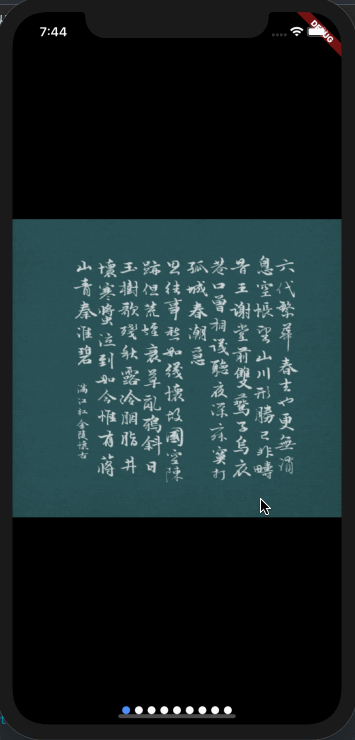 7:44
DEBUG
六代繁華春去也更無消
息空悵望山川形勝已非疇
昔王謝堂前雙燕子烏衣
巷口曾相識聽夜深寂寞打
孤城春潮急
思往事愁如織懷故國空陳
跡但荒煙衰草亂鴉斜日
玉樹歌殘秋露冷胭脂井
壞寒螿泣到如今惟有蔣
山青秦淮碧 滿江紅 金陵懷古